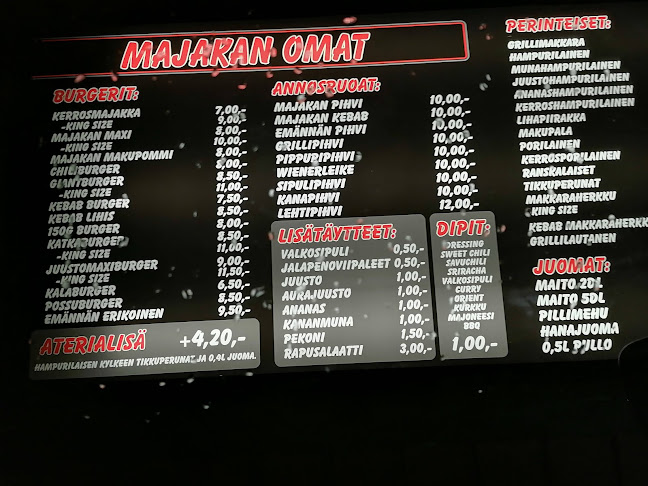 MAJAKAN OMAT
BURGERIT:
KERROSMAJAKKA 7,00,-
-KING SIZE 9,00,-
MAJAKAN MAXI 8,00,-
-KING SIZE 10,00,-
MAJAKAN MAKUPOMMI 8,00,-
CHILIBURGER 8,00,-
GIANTBURGER 8,50,-
-KING SIZE 11,00,-
KEBAB BURGER 7,50,-
KEBAB LIHIS 8,50,-
150G BURGER 8,50,-
KATKABURGER
-KING SIZE 11,00,-
JUUSTOMAXIBURGER 9,00,-
-KING SIZE 11,50,-
KALABURGER 6,50,-
POSSUBURGER 8,50,-
EMÄNNÄN ERIKOINEN 9,50,-
ATERIALISÄ +4,20,-
HAMPURILAISEN KYLKEEN TIKKUPERUNAT JA 0,4L JUOMA.
ANNOSRUOAT:
MAJAKAN PIHVI 10,00,-
MAJAKAN KEBAB 10,00,-
EMÄNNÄN PIHVI 10,00,-
GRILLIPIHVI 10,00,-
PIPPURIPIHVI 10,00,-
WIENERLEIKE 10,00,-
SIPULIPIHVI 10,00,-
KANAPIHVI 10,00,-
LEHTIPIHVI 12,00,-
LISÄTÄYTTEET:
VALKOSIPULI 0,50,-
JALAPENOVIIPALEET 0,50,-
JUUSTO 1,00,-
AURAJUUSTO 1,00,-
ANANAS 1,00,-
KANANMUNA 1,00,-
PEKONI 1,50,-
RAPUSALAATTI 3,00,-
DIPIT:
DRESSING
SWEET CHILI
SAVUCHILI
SRIRACHA
VALKOSIPULI
CURRY
ORIENT
KURKKU
MAJONEESI
BBQ
1,00,-
PERINTEISET:
GRILLIMAKKARA
HAMPURILAINEN
MUNAHAMPURILAINEN
JUUSTOHAMPURILAINEN
ANANASHAMPURILAINEN
KERROSHAMPURILAINEN
LIHAPIIRAKKA
MAKUPALA
PORILAINEN
KERROSPORILAINEN
RANSKALAISET
TIKKUPERUNAT
MAKKARAHERKKU
-KING SIZE
KEBAB MAKKARAHERKKU
GRILLILAUTANEN
JUOMAT:
MAITO 2DL
MAITO 5DL
PILLIMEHU
HANAJUOMA
0,5L PULLO